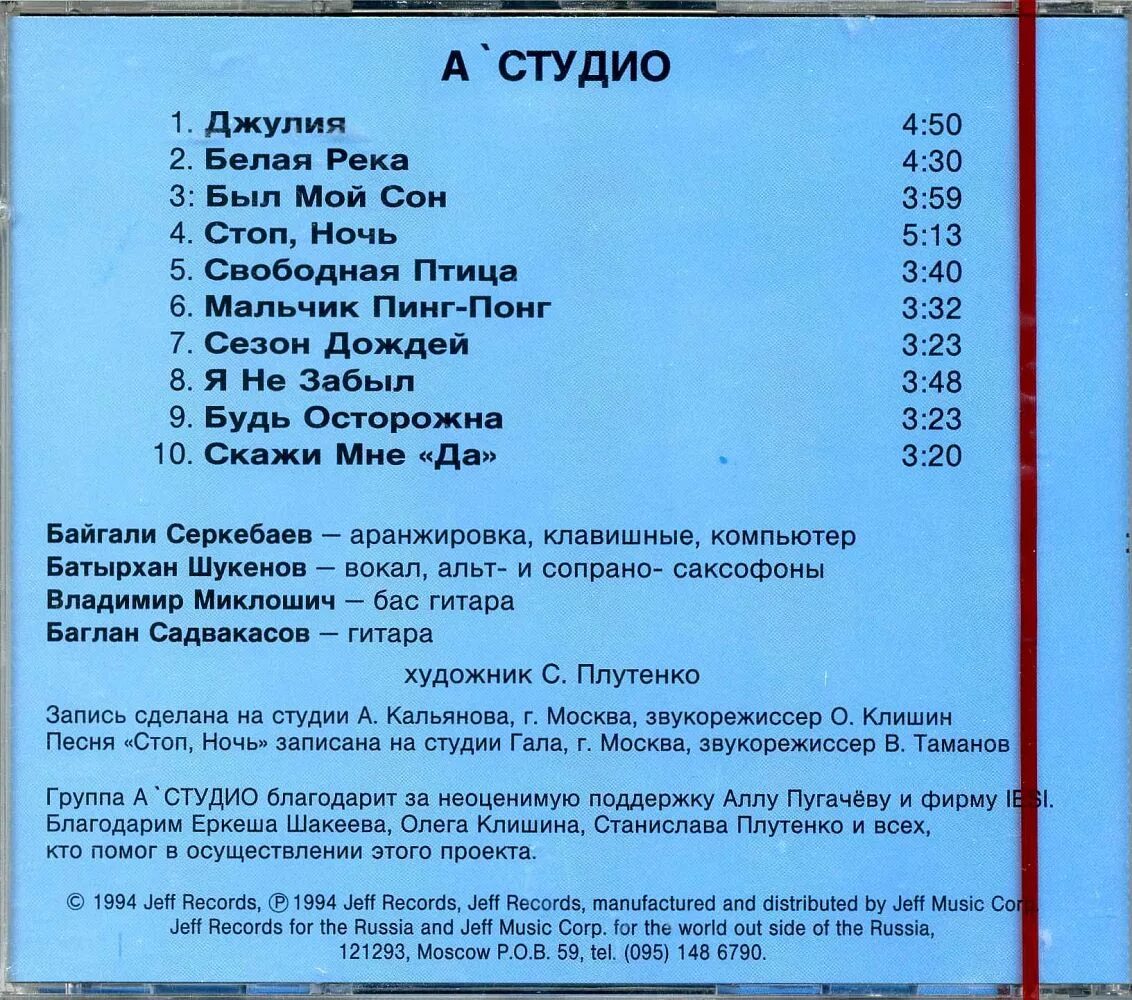 А`СТУДИО
1. Джулия 4:50
2. Белая Река 4:30
3: Был Мой Сон 3:59
4. Стоп, Ночь 5:13
5. Свободная Птица 3:40
6. Мальчик Пинг-Понг 3:32
7. Сезон Дождей 3:23
8. Я Не Забыл 3:48
9. Будь Осторожна 3:23
10. Скажи Мне «Да» 3:20
Байгали Серкебаев – аранжировка, клавишные, компьютер
Батырхан Шукенов – вокал, альт- и сопрано- саксофоны
Владимир Миклошич – бас гитара
Баглан Садвакасов – гитара
художник С. Плутенко
Запись сделана на студии А. Кальянова, г. Москва, звукорежиссер О. Клишин
Песня «Стоп, Ночь» записана на студии Гала, г. Москва, звукорежиссер В. Таманов
Группа А`СТУДИО благодарит за неоценимую поддержку Аллу Пугачёву и фирму IESI.
Благодарим Еркеша Шакеева, Олега Клишина, Станислава Плутенко и всех,
кто помог в осуществлении этого проекта.
© 1994 Jeff Records, ℗ 1994 Jeff Records, Jeff Records, manufactured and distributed by Jeff Music Corp.
Jeff Records for the Russia and Jeff Music Corp. for the world out side of the Russia,
121293, Moscow P.O.B. 59, tel. (095) 148 6790.